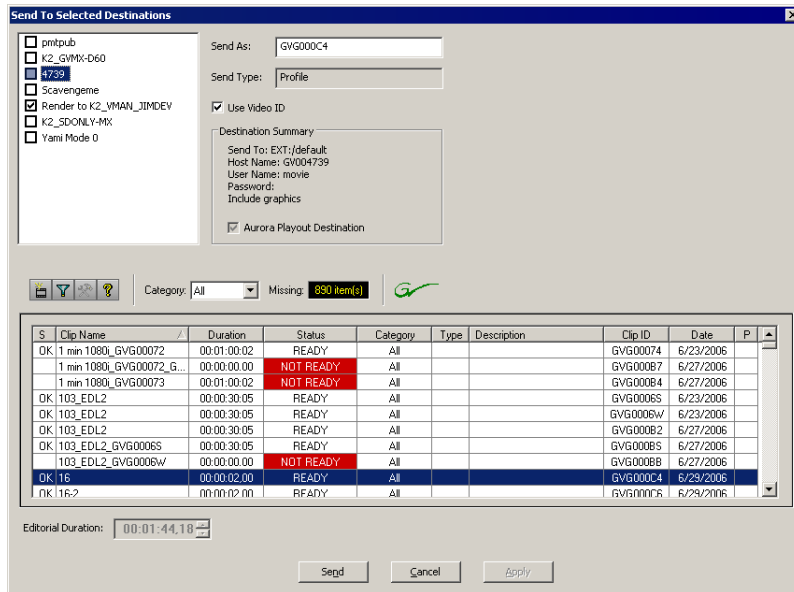 Send To Selected Destinations
pmtpub
K2_GVMX-D60
4739
Scavengeme
Render to K2_VMAN_JIMDEV
K2_SDONLY-MX
Yami Mode 0
Send As: GVG000C4
Send Type: Profile
Use Video ID
Destination Summary
Send To: EXT:/default
Host Name: GV004739
User Name: movie
Password:
Include graphics
Aurora Playout Destination
Category: All Missing: 890 item(s)
S Clip Name Duration Status Category Type Description Clip ID Date P
OK 1 min 1080i_GVG00072 00:01:00:02 READY All GVG00074 6/23/2006
1 min 1080i_GVG00072_G... 00:00:00.00 NOT READY All GVG000B7 6/27/2006
1 min 1080i_GVG00073 00:01:00:02 NOT READY All GVG000B4 6/27/2006
OK 103_EDL2 00:00:30:05 READY All GVG0006S 6/23/2006
OK 103_EDL2 00:00:30:05 READY All GVG0006W 6/23/2006
OK 103_EDL2 00:00:30:05 READY All GVG000B2 6/27/2006
OK 103_EDL2_GVG0006S 00:00:30:05 READY All GVG000BS 6/27/2006
103_EDL2_GVG0006W 00:00:00.00 NOT READY All GVG000BB 6/27/2006
OK 16 00:00:02,00 READY All GVG000C4 6/29/2006
OK 16-2 00:00:02,00 READY All GVG000C6 6/29/2006
Editorial Duration: 00:01:44,18
Send Cancel Apply